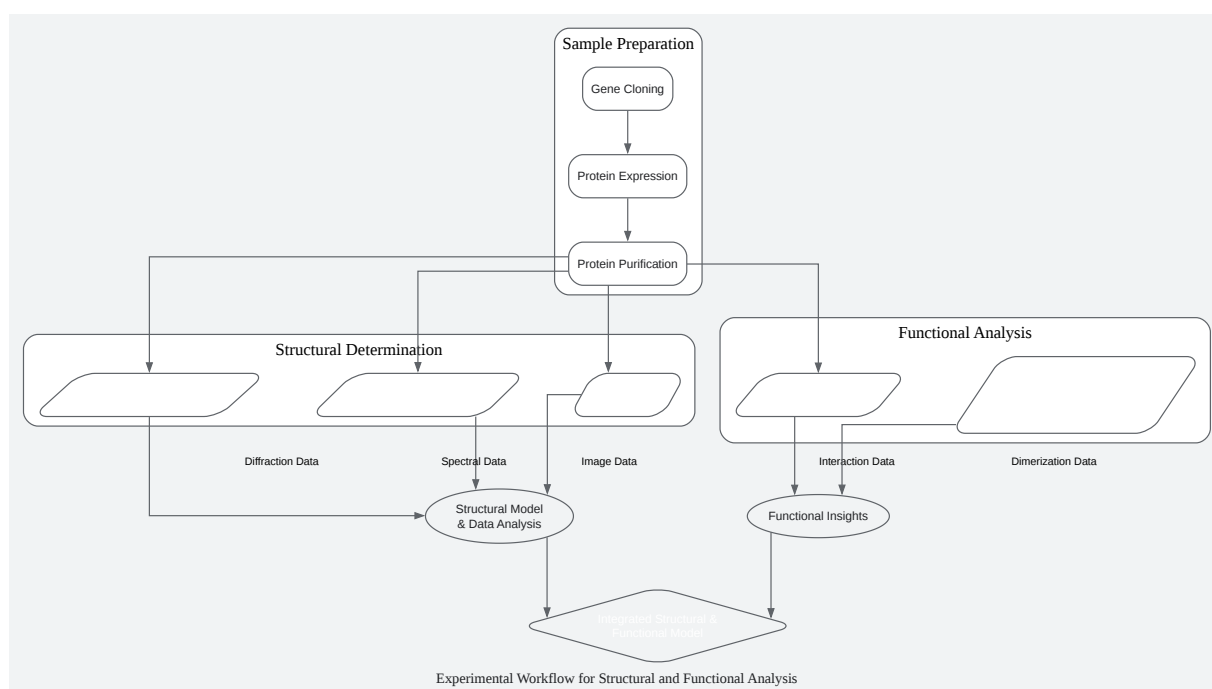 Sample Preparation
Gene Cloning
Protein Expression
Protein Purification
Structural Determination
Functional Analysis
Diffraction Data
Spectral Data
Image Data
Interaction Data
Dimerization Data
Structural Model
& Data Analysis
Functional Insights
Integrated Structural &
Functional Model
Experimental Workflow for Structural and Functional Analysis